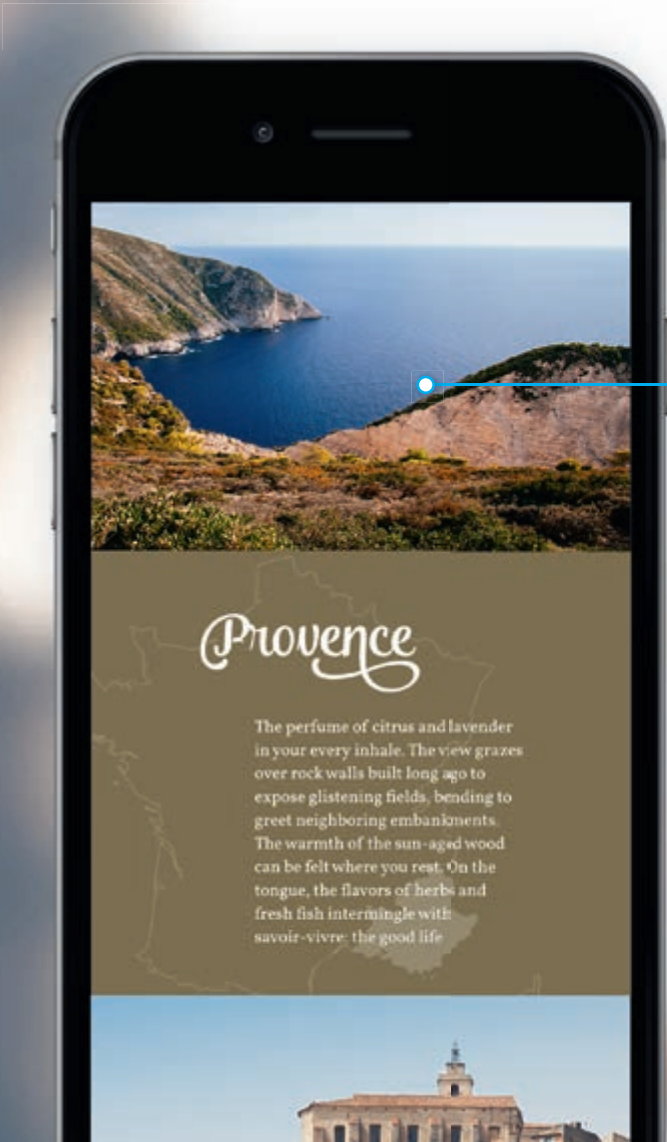 Provence
The perfume of citrus and lavender
in your every inhale. The view grazes
over rock walls built long ago to
expose glistening fields, bending to
greet neighboring embankments.
The warmth of the sun-aged wood
can be felt where you rest. On the
tongue, the flavors of herbs and
fresh fish intermingle with
savoir-vivre: the good life